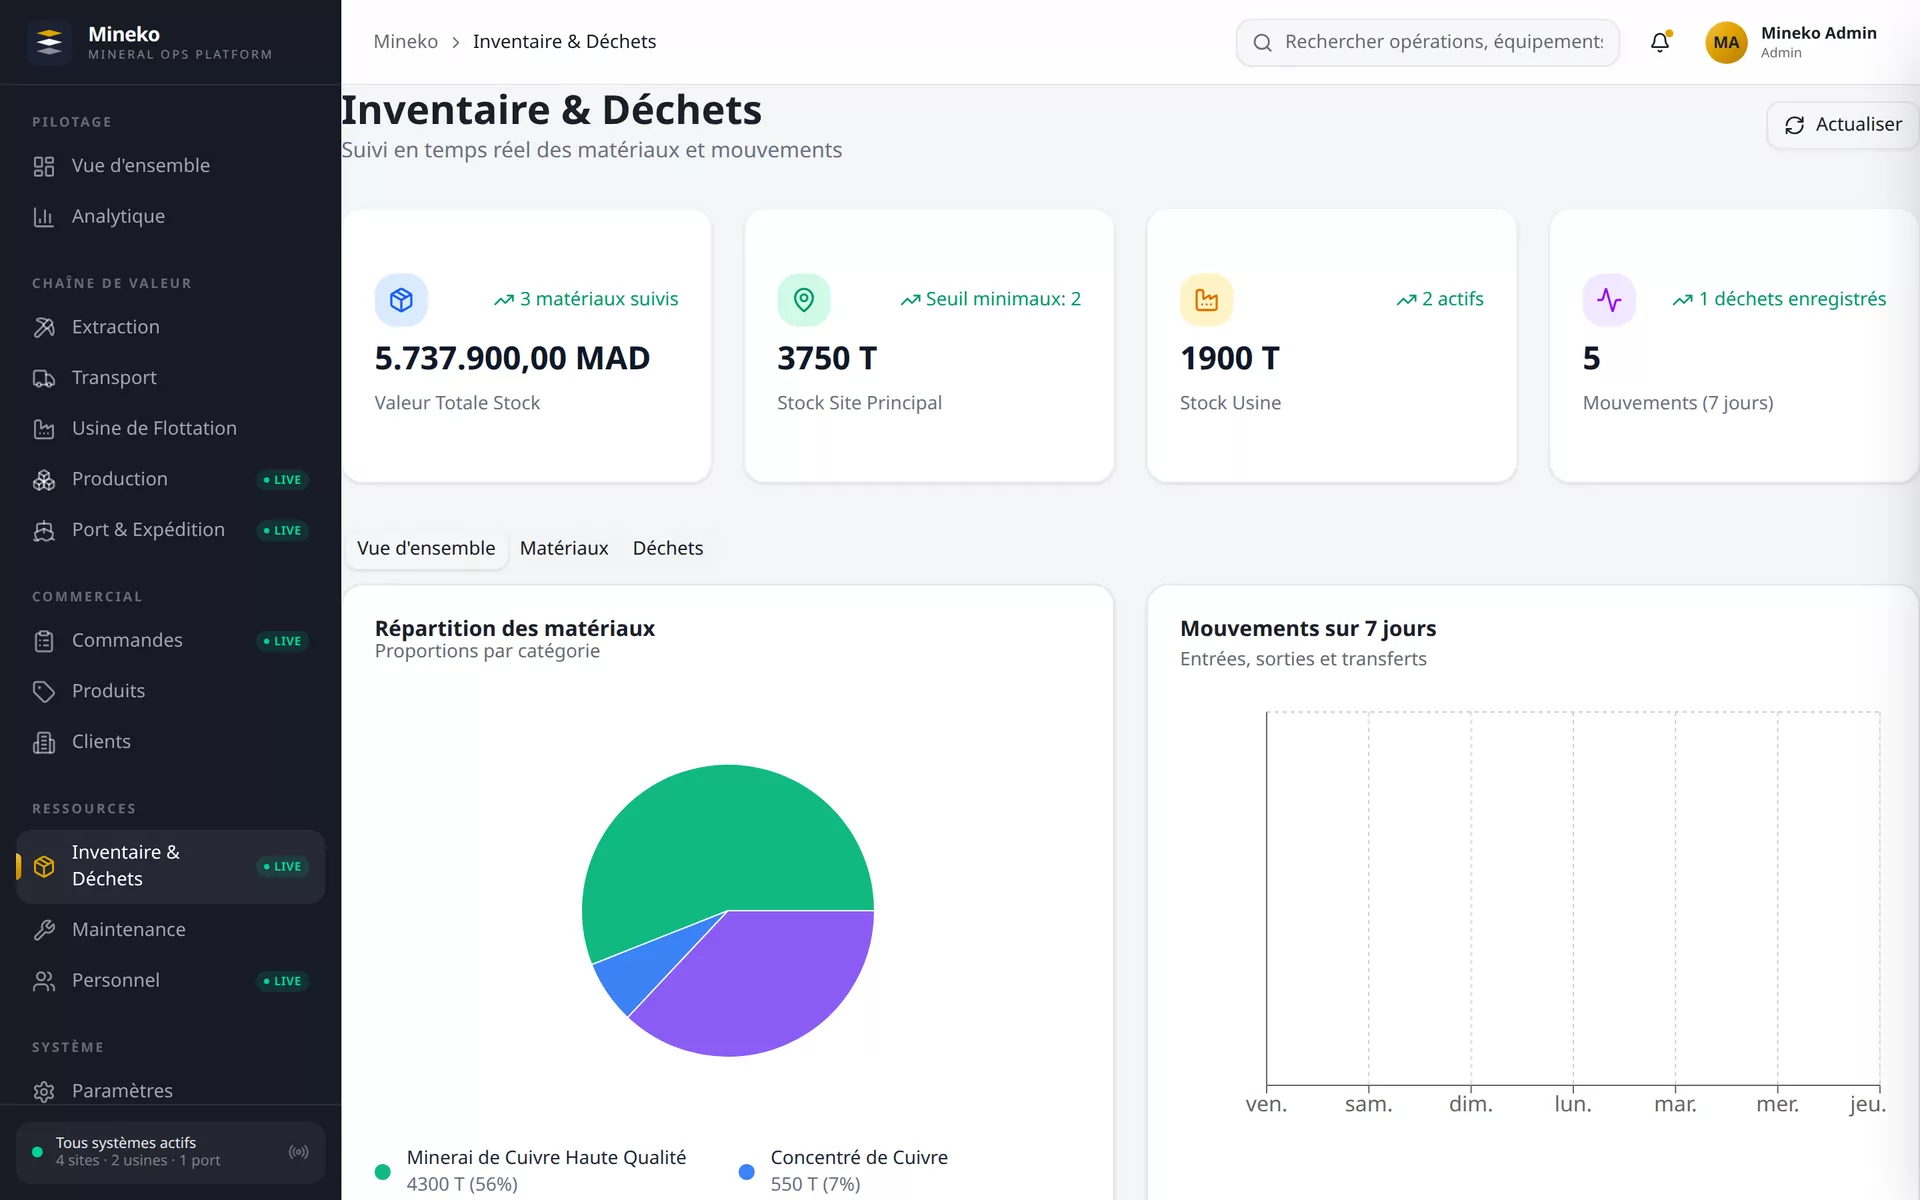 Mineko
MINERAL OPS PLATFORM
PILOTAGE
Vue d'ensemble
Analytique
CHAÎNE DE VALEUR
Extraction
Transport
Usine de Flottation
Production
LIVE
Port & Expédition
LIVE
COMMERCIAL
Commandes
LIVE
Produits
Clients
RESSOURCES
Inventaire &
Déchets
LIVE
Maintenance
Personnel
LIVE
SYSTÈME
Paramètres
Tous systèmes actifs
4 sites · 2 usines · 1 port
Mineko > Inventaire & Déchets
Rechercher opérations, équipements
MA
Mineko Admin
Admin
Inventaire & Déchets
Suivi en temps réel des matériaux et mouvements
Actualiser
3 matériaux suivis
5.737.900,00 MAD
Valeur Totale Stock
Seuil minimaux: 2
3750 T
Stock Site Principal
2 actifs
1900 T
Stock Usine
1 déchets enregistrés
5
Mouvements (7 jours)
Vue d'ensemble
Matériaux
Déchets
Répartition des matériaux
Proportions par catégorie
Minerai de Cuivre Haute Qualité
4300 T (56%)
Concentré de Cuivre
550 T (7%)
Mouvements sur 7 jours
Entrées, sorties et transferts
ven. sam. dim. lun. mar. mer. jeu.